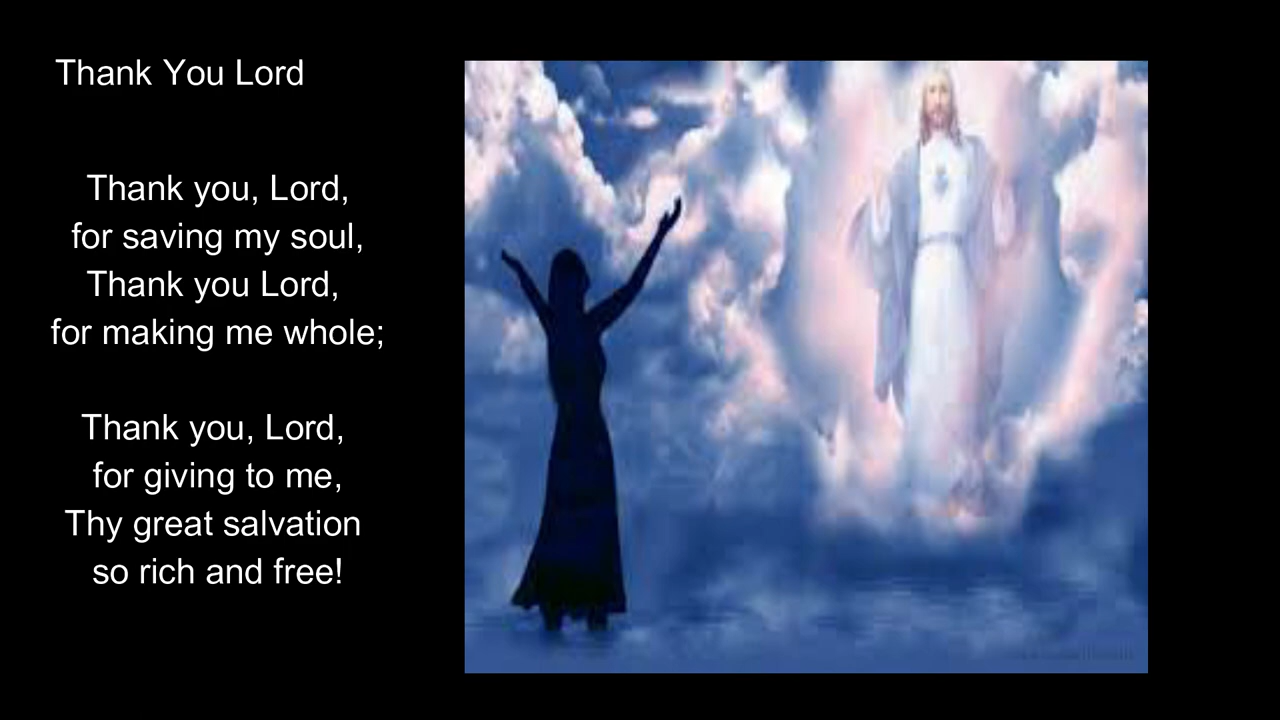 Thank You Lord
Thank you, Lord,
for saving my soul,
Thank you Lord,
for making me whole;
Thank you, Lord,
for giving to me,
Thy great salvation
so rich and free!